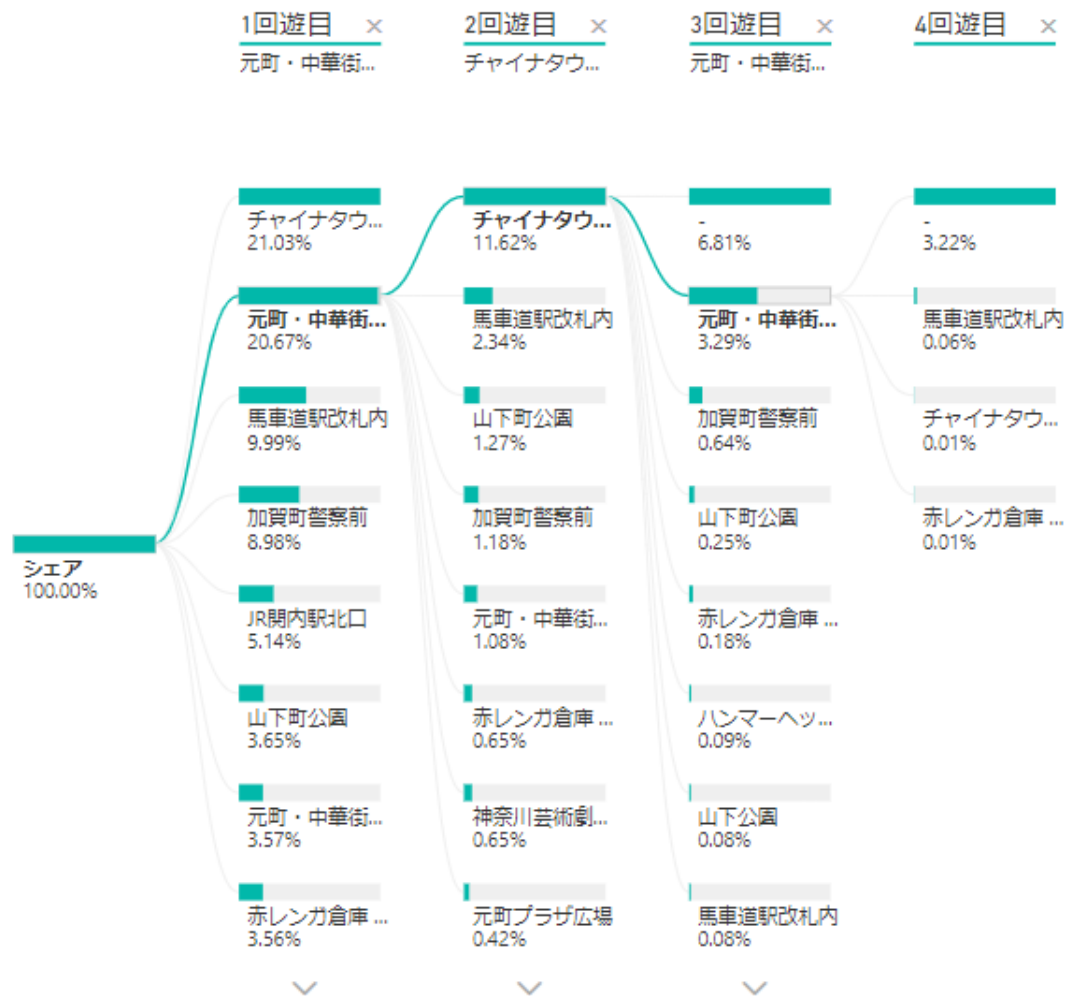 1回遊目 ×
元町・中華街...
2回遊目 ×
チャイナタウ...
3回遊目 ×
元町・中華街...
4回遊目 ×
シェア
100.00%
チャイナタウ...
21.03%
元町・中華街...
20.67%
馬車道駅改札内
9.99%
加賀町警察前
8.98%
JR関内駅北口
5.14%
山下町公園
3.65%
元町・中華街...
3.57%
赤レンガ倉庫 ...
3.56%
チャイナタウ...
11.62%
馬車道駅改札内
2.34%
山下町公園
1.27%
加賀町警察前
1.18%
元町・中華街...
1.08%
赤レンガ倉庫 ...
0.65%
神奈川芸術劇...
0.65%
元町プラザ広場
0.42%
-
6.81%
元町・中華街...
3.29%
加賀町警察前
0.64%
山下町公園
0.25%
赤レンガ倉庫 ...
0.18%
ハンマーヘッ...
0.09%
山下公園
0.08%
馬車道駅改札内
0.08%
-
3.22%
馬車道駅改札内
0.06%
チャイナタウ...
0.01%
赤レンガ倉庫 ...
0.01%